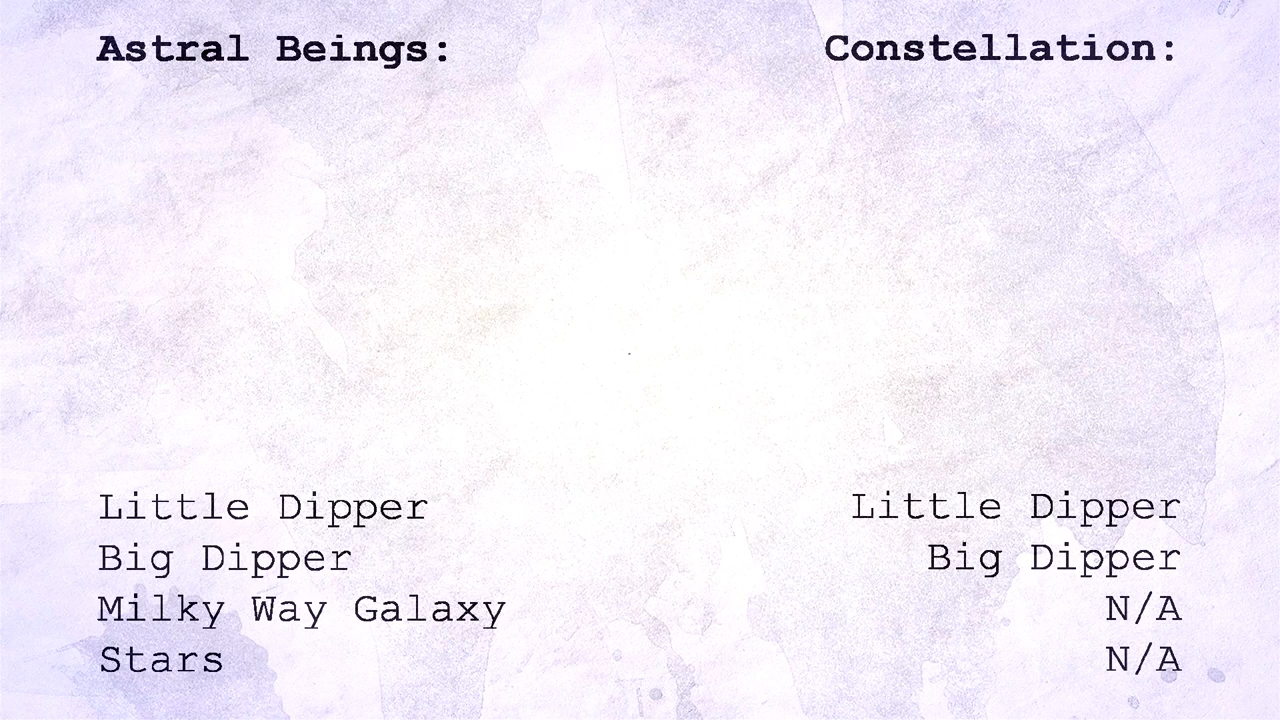 Astral Beings: Constellation:
Little Dipper Little Dipper
Big Dipper Big Dipper
Milky Way Galaxy N/A
Stars N/A